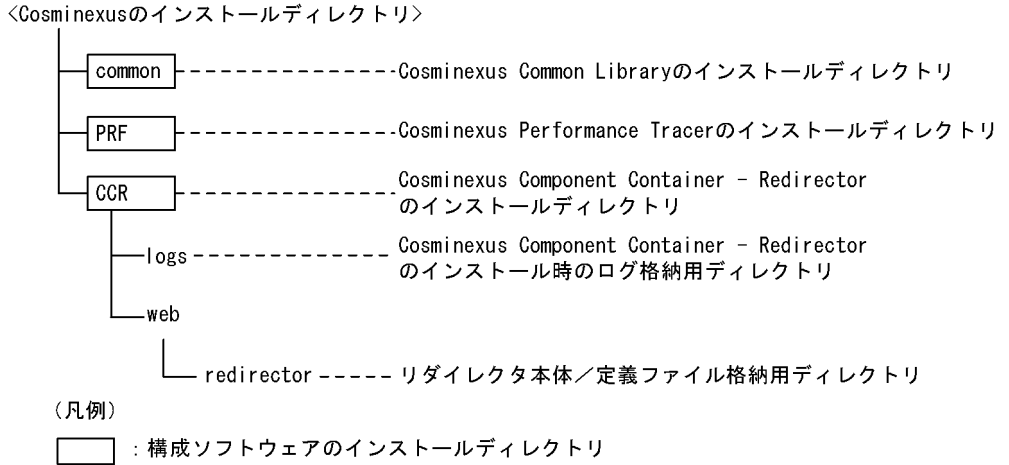 <Cosminexusのインストールディレクトリ>
common Cosminexus Common Libraryのインストールディレクトリ
PRF Cosminexus Performance Tracerのインストールディレクトリ
CCR Cosminexus Component Container - Redirector
のインストールディレクトリ
logs Cosminexus Component Container - Redirector
のインストール時のログ格納用ディレクトリ
web
redirector リダイレクタ本体／定義ファイル格納用ディレクトリ
(凡例)
：構成ソフトウェアのインストールディレクトリ